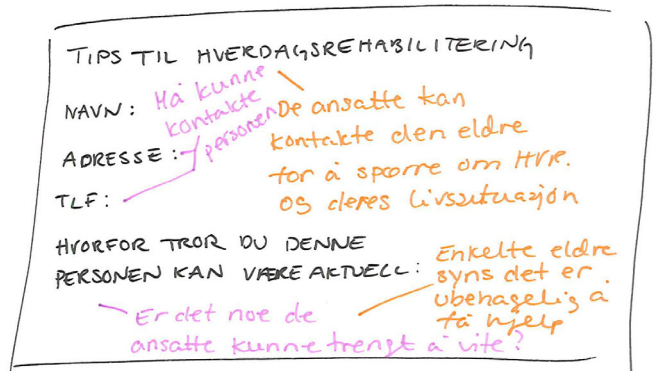 TIPS TIL HVERDAGSREHABILITERING
NAVN:
Må kunne
kontakte
personen
ADRESSE:
TLF:
De ansatte kan
kontakte den eldre
for å spørre om HVR.
og deres livssituasjon
HVORFOR TROR DU DENNE
PERSONEN KAN VÆRE AKTUELL:
Enkelte eldre
syns det er
ubehagelig å
få hjelp
Er det noe de
ansatte kunne trengt å vite?